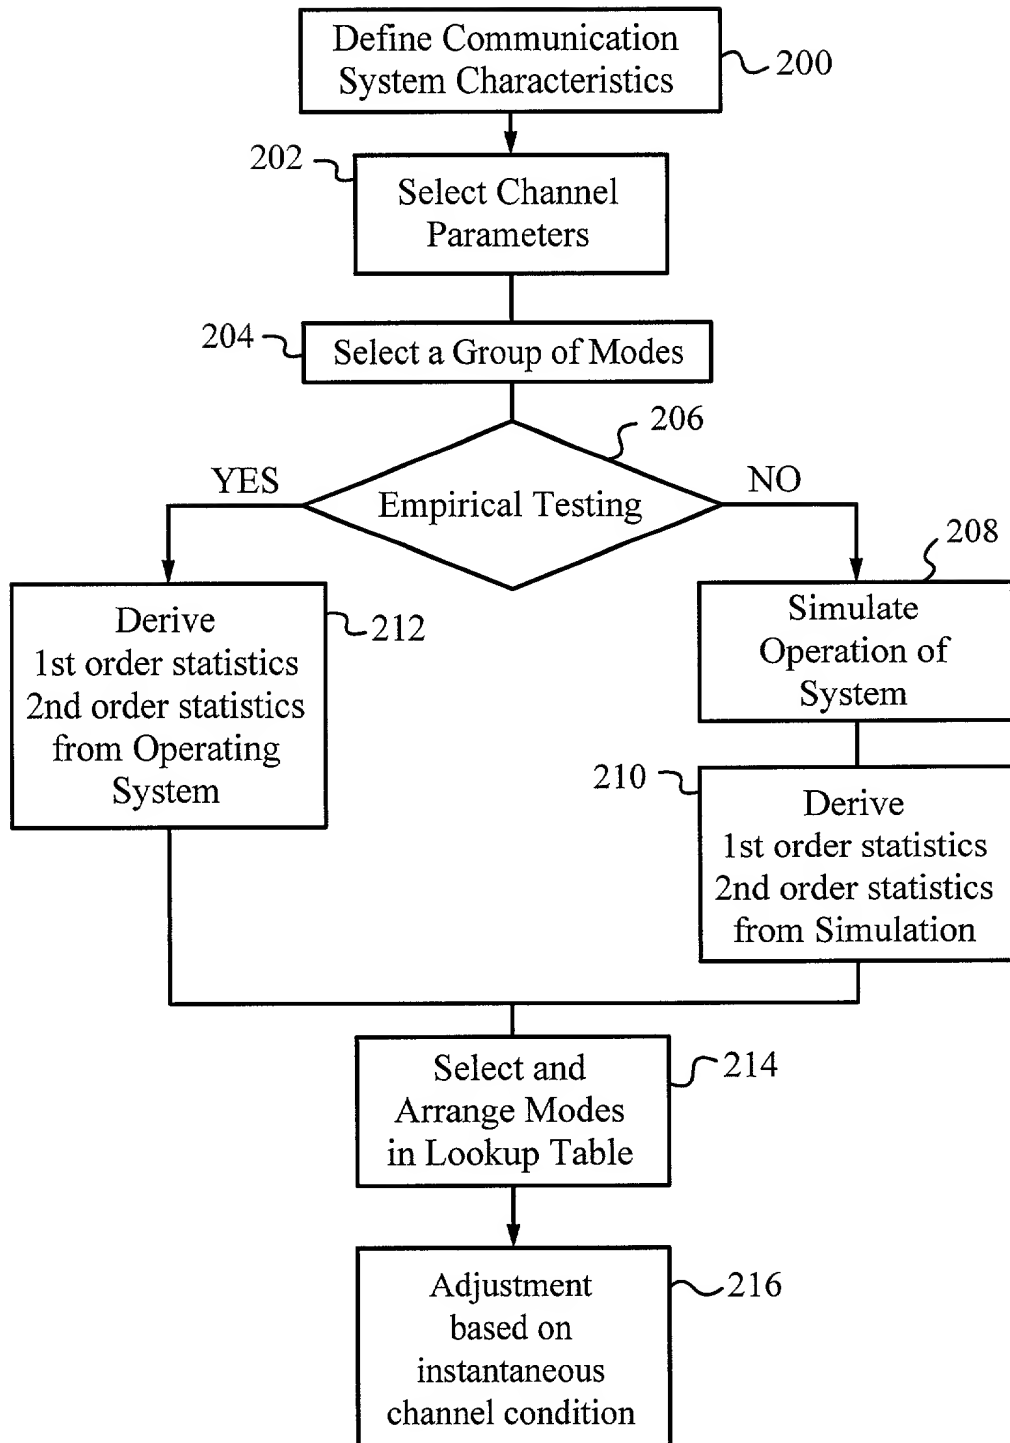 Define Communication
System Characteristics
200
202
Select Channel
Parameters
204
Select a Group of Modes
206
YES
Empirical Testing
NO
208
Derive
1st order statistics
2nd order statistics
from Operating
System
212
Simulate
Operation of
System
210
Derive
1st order statistics
2nd order statistics
from Simulation
Select and
Arrange Modes
in Lookup Table
214
Adjustment
based on
instantaneous
channel condition
216